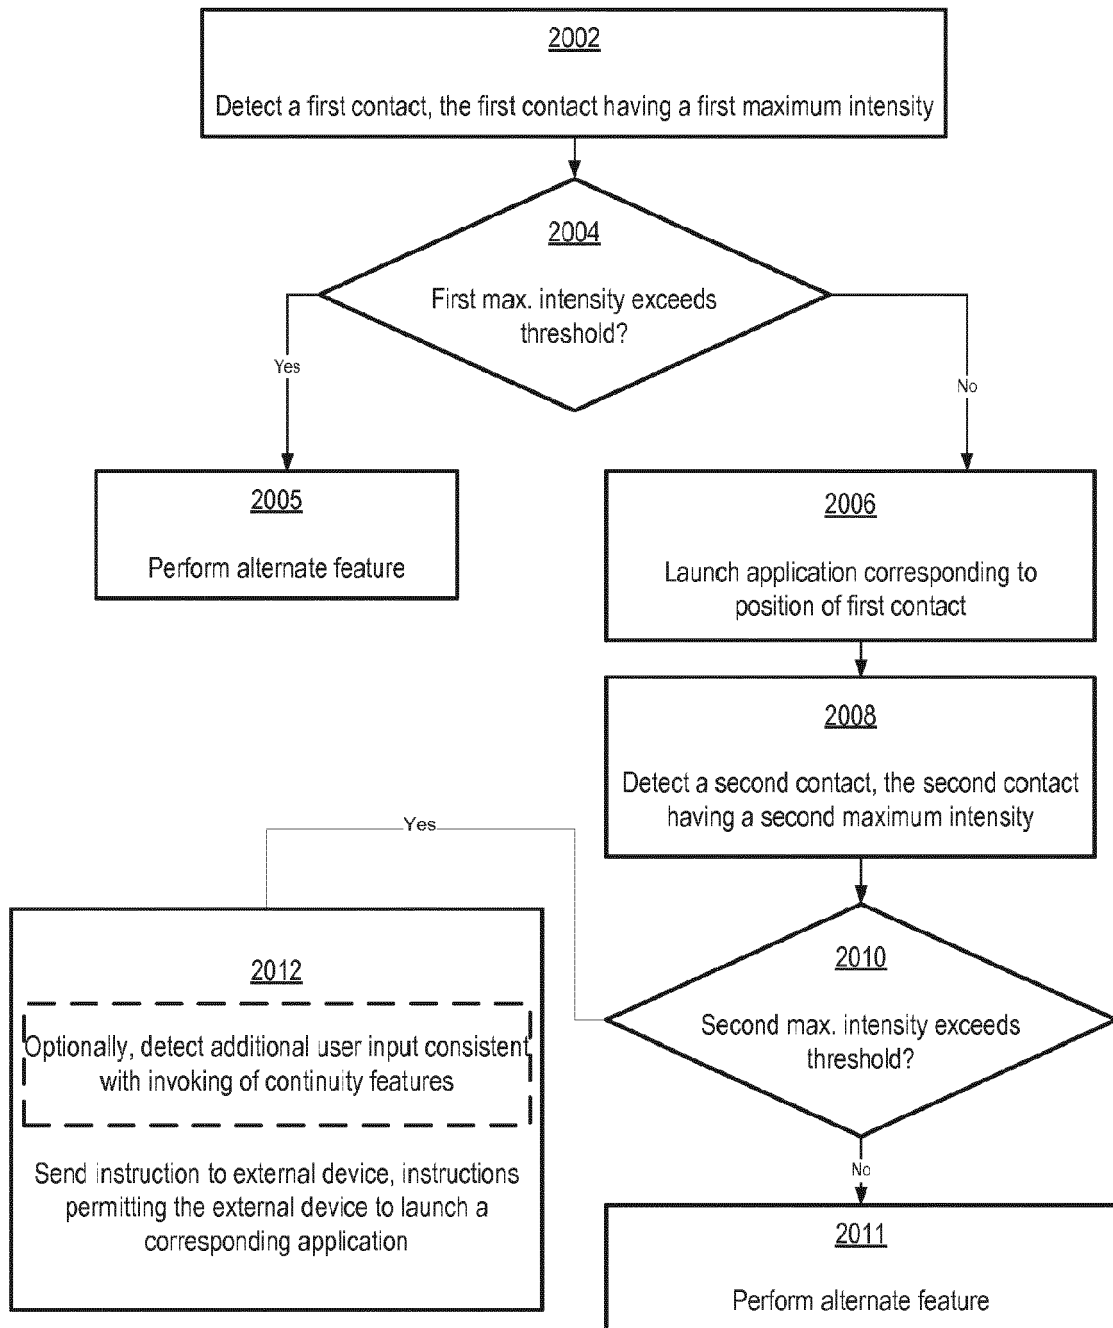 2002
Detect a first contact, the first contact having a first maximum intensity
2004
First max. intensity exceeds
threshold?
Yes
No
2005
Perform alternate feature
2006
Launch application corresponding to
position of first contact
2008
Detect a second contact, the second contact
having a second maximum intensity
Yes
2010
Second max. intensity exceeds
threshold?
2012
Optionally, detect additional user input consistent
with invoking of continuity features
Send instruction to external device, instructions
permitting the external device to launch a
corresponding application
No
2011
Perform alternate feature